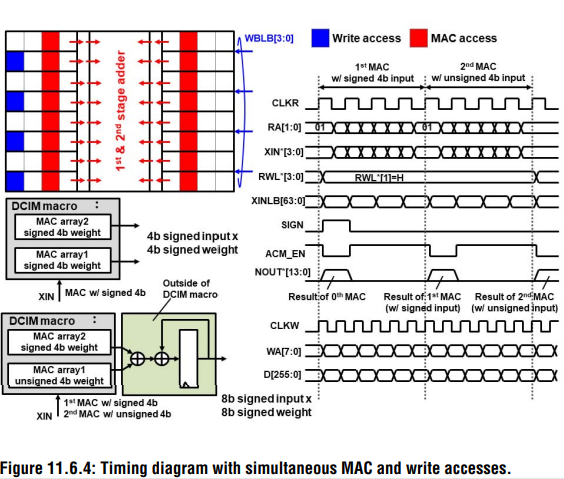 WBLB[3:0]
Write access
MAC access
1st & 2nd stage adder
1st MAC
w/ signed 4b input
2nd MAC
w/ unsigned 4b input
CLKR
RA[1:0]
01
01
XIN*[3:0]
RWL*[3:0]
RWL*[1]=H
XINLB[63:0]
SIGN
ACM_EN
NOUT*[13:0]
Result of 0th MAC
Result of 1st MAC
(w/ signed input)
Result of 2nd MAC
(w/ unsigned input)
CLKW
WA[7:0]
D[255:0]
DCIM macro :
MAC array2
signed 4b weight
MAC array1
signed 4b weight
4b signed input x
4b signed weight
XIN
MAC w/ signed 4b
Outside of
DCIM macro
DCIM macro :
MAC array2
signed 4b weight
MAC array1
unsigned 4b weight
XIN
1st MAC w/ signed 4b
2nd MAC w/ unsigned 4b
8b signed input x
8b signed weight
Figure 11.6.4: Timing diagram with simultaneous MAC and write accesses.